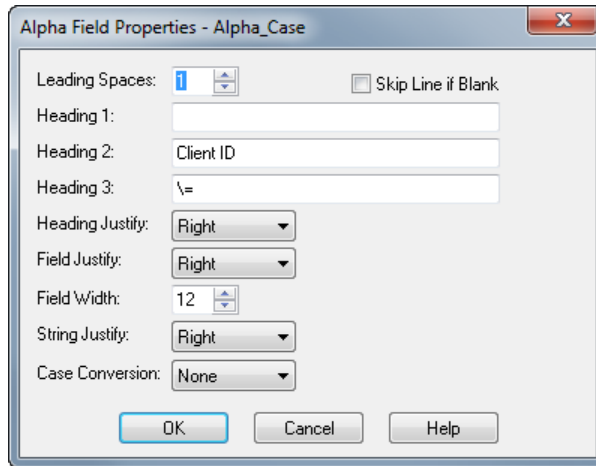 Alpha Field Properties - Alpha_Case
Leading Spaces: 1 Skip Line if Blank
Heading 1:
Heading 2: Client ID
Heading 3: \=
Heading Justify: Right
Field Justify: Right
Field Width: 12
String Justify: Right
Case Conversion: None
OK Cancel Help